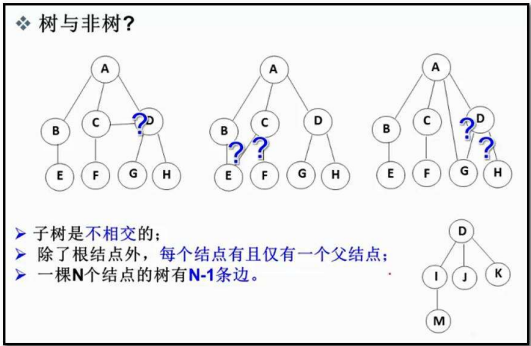 ❖ 树与非树?
A A A
B C ? D B C D B C ? D
? ? ?
E F G H E F G H E F G H
➢ 子树是不相交的;
➢ 除了根结点外，每个结点有且仅有一个父结点;
➢ 一棵N个结点的树有N-1条边。
D
I J K
M